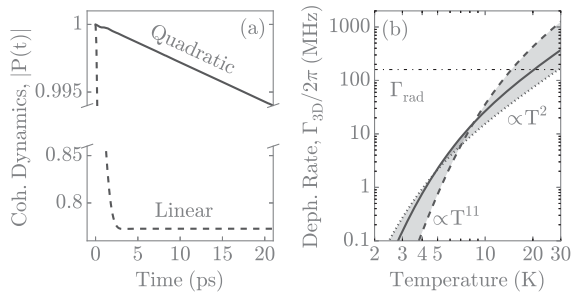 (a)
Quadratic
Linear
Coh. Dynamics, |P(t)|
1
0.995
0.85
0.8
0
5
10
15
20
Time (ps)
(b)
Γrad
∝T²
∝T¹¹
Deph. Rate, Γ3D/2π (MHz)
1000
100
10
1
0.1
2
3
4
5
10
20
30
Temperature (K)